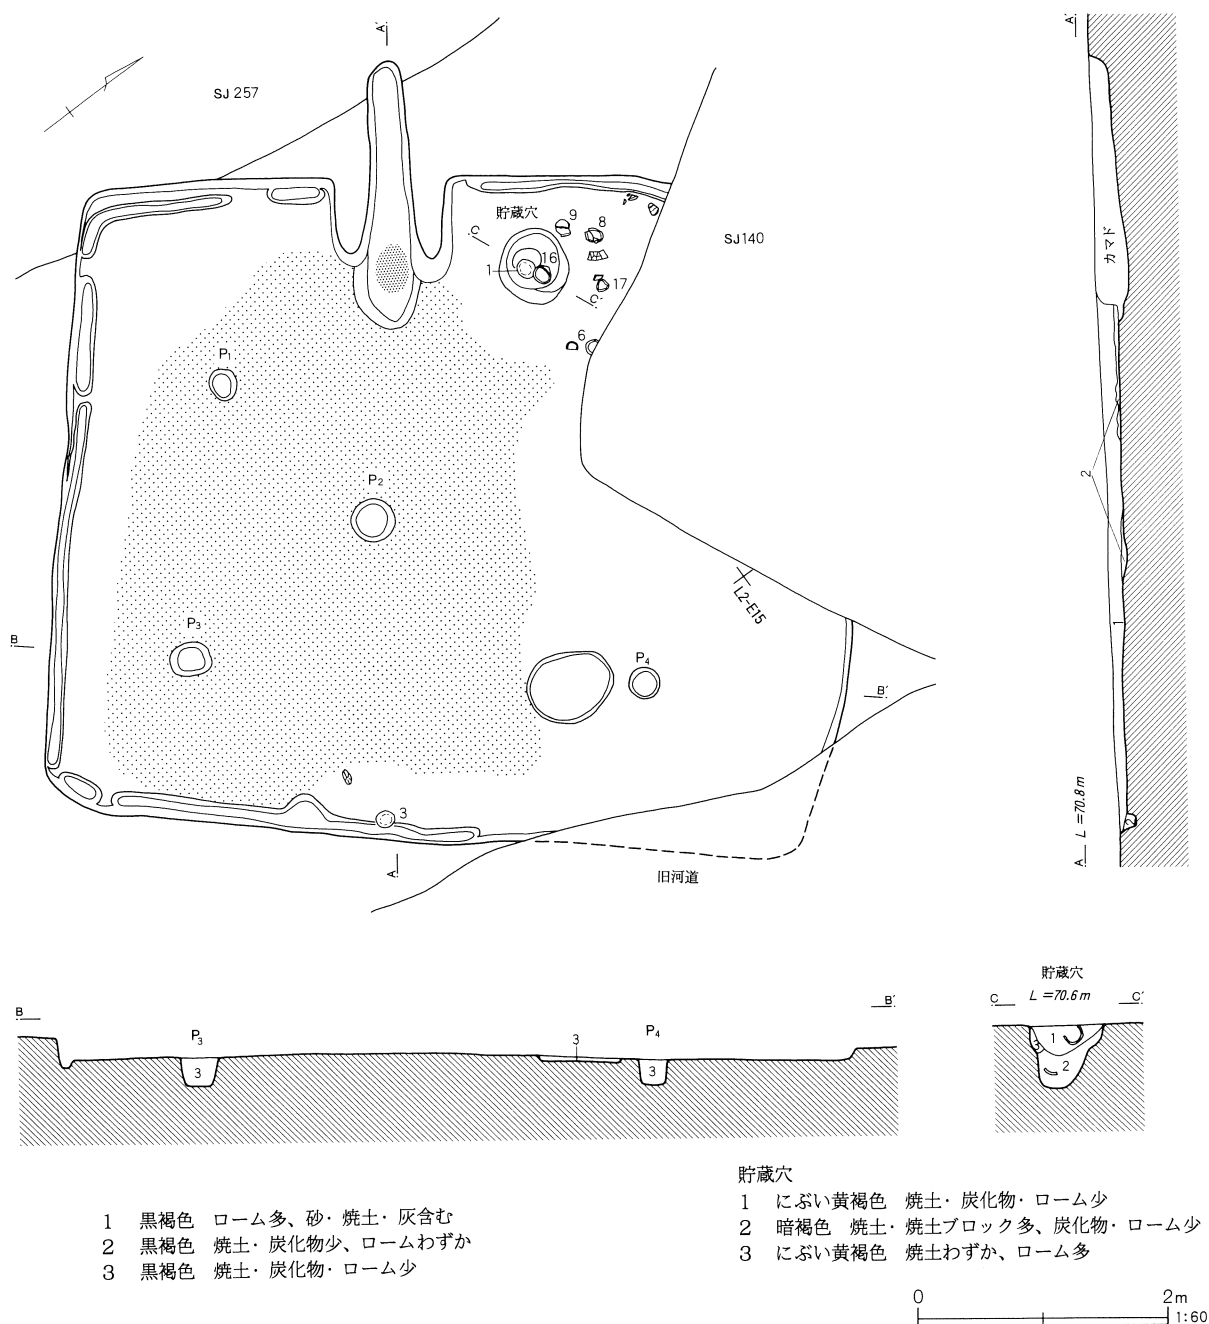 A'
SJ 257
貯蔵穴
C
9
8
16
1
17
C'
6
SJ140
P1
P2
L2-E15
P3
P4
B
B'
3
A
旧河道
A'
カマド
2
1
2
A L=70.8m
B
B'
P3
3
3
P4
3
貯蔵穴
C L=70.6m C'
1
3
2
1 黒褐色 ローム多、砂・焼土・灰含む
2 黒褐色 焼土・炭化物少、ロームわずか
3 黒褐色 焼土・炭化物・ローム少
貯蔵穴
1 にぶい黄褐色 焼土・炭化物・ローム少
2 暗褐色 焼土・焼土ブロック多、炭化物・ローム少
3 にぶい黄褐色 焼土わずか、ローム多
0 2m
1:60